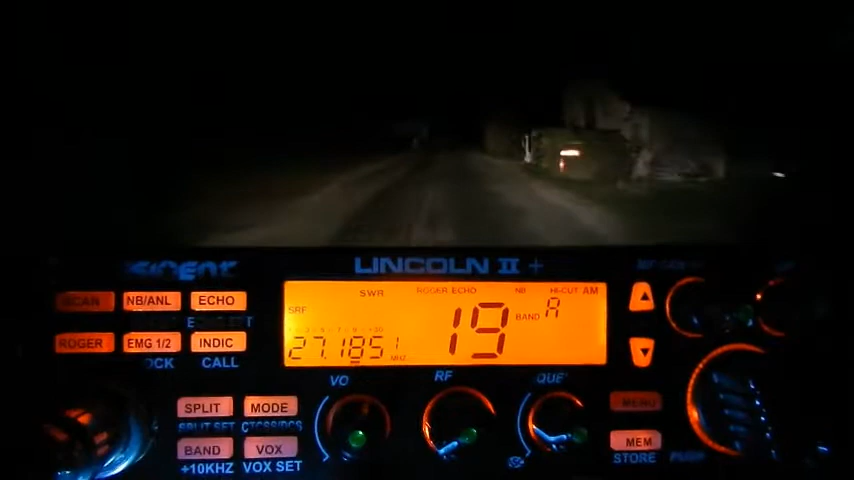 LINCOLN II +
SCAN NB/ANL ECHO
ROGER EMG 1/2 INDIC
CALL
SPLIT MODE
SPLIT SET CTCSS/DCS
BAND VOX
+10KHZ VOX SET
SWR ROGER ECHO NB HI-CUT AM
SRF
19 BAND A
27.1851 MHZ
VO RF
MENU
MEM
STORE